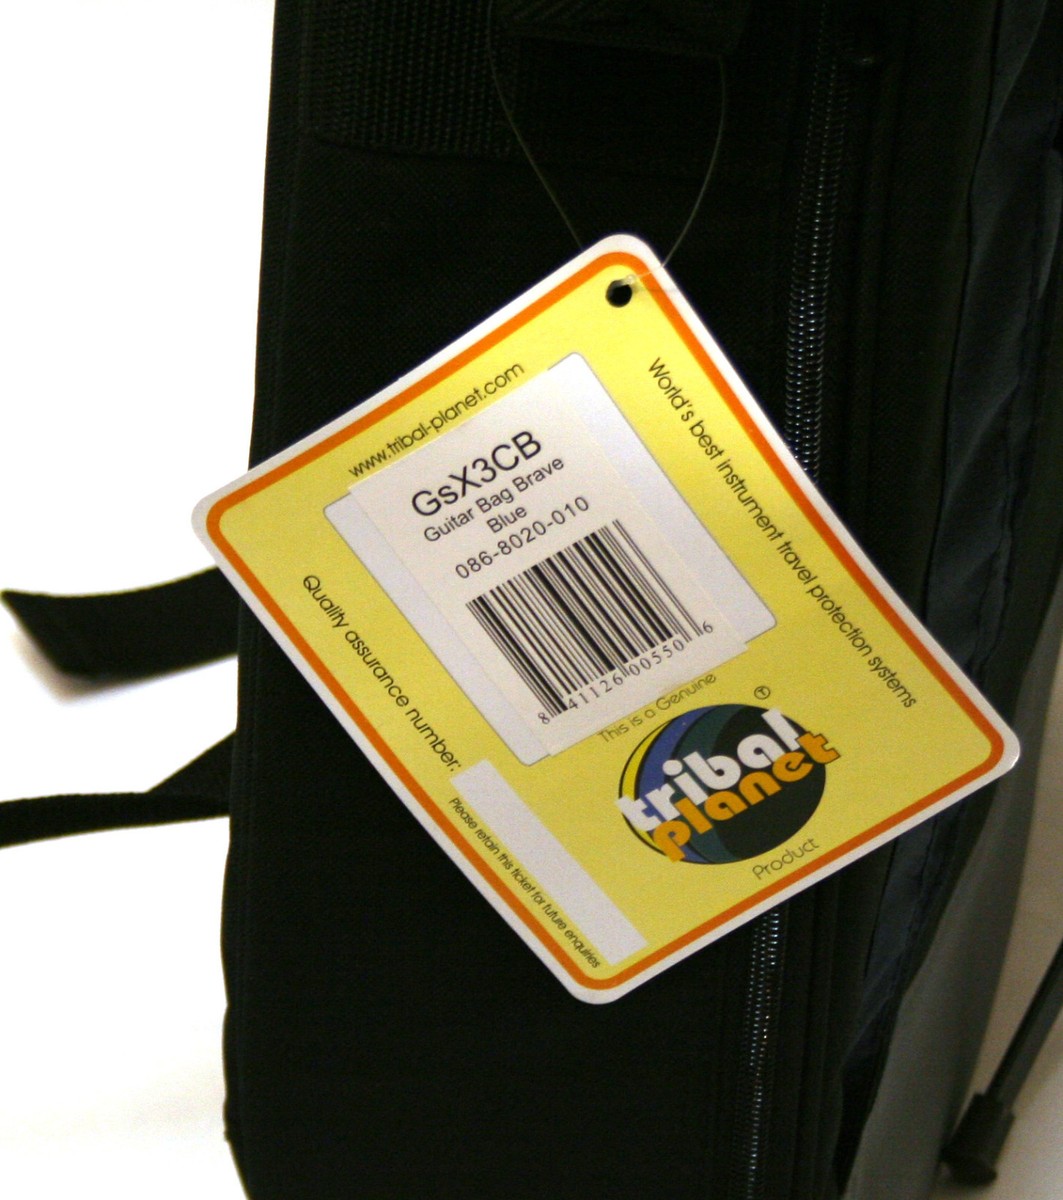 www.tribal-planet.com
World's best instrument travel protection systems
GsX3CB
Guitar Bag Brave
Blue
086-8020-010
8 41126 00550 6
Quality assurance number:
Please retain this ticket for future enquiries
This is a Genuine
tribal
planet
Product